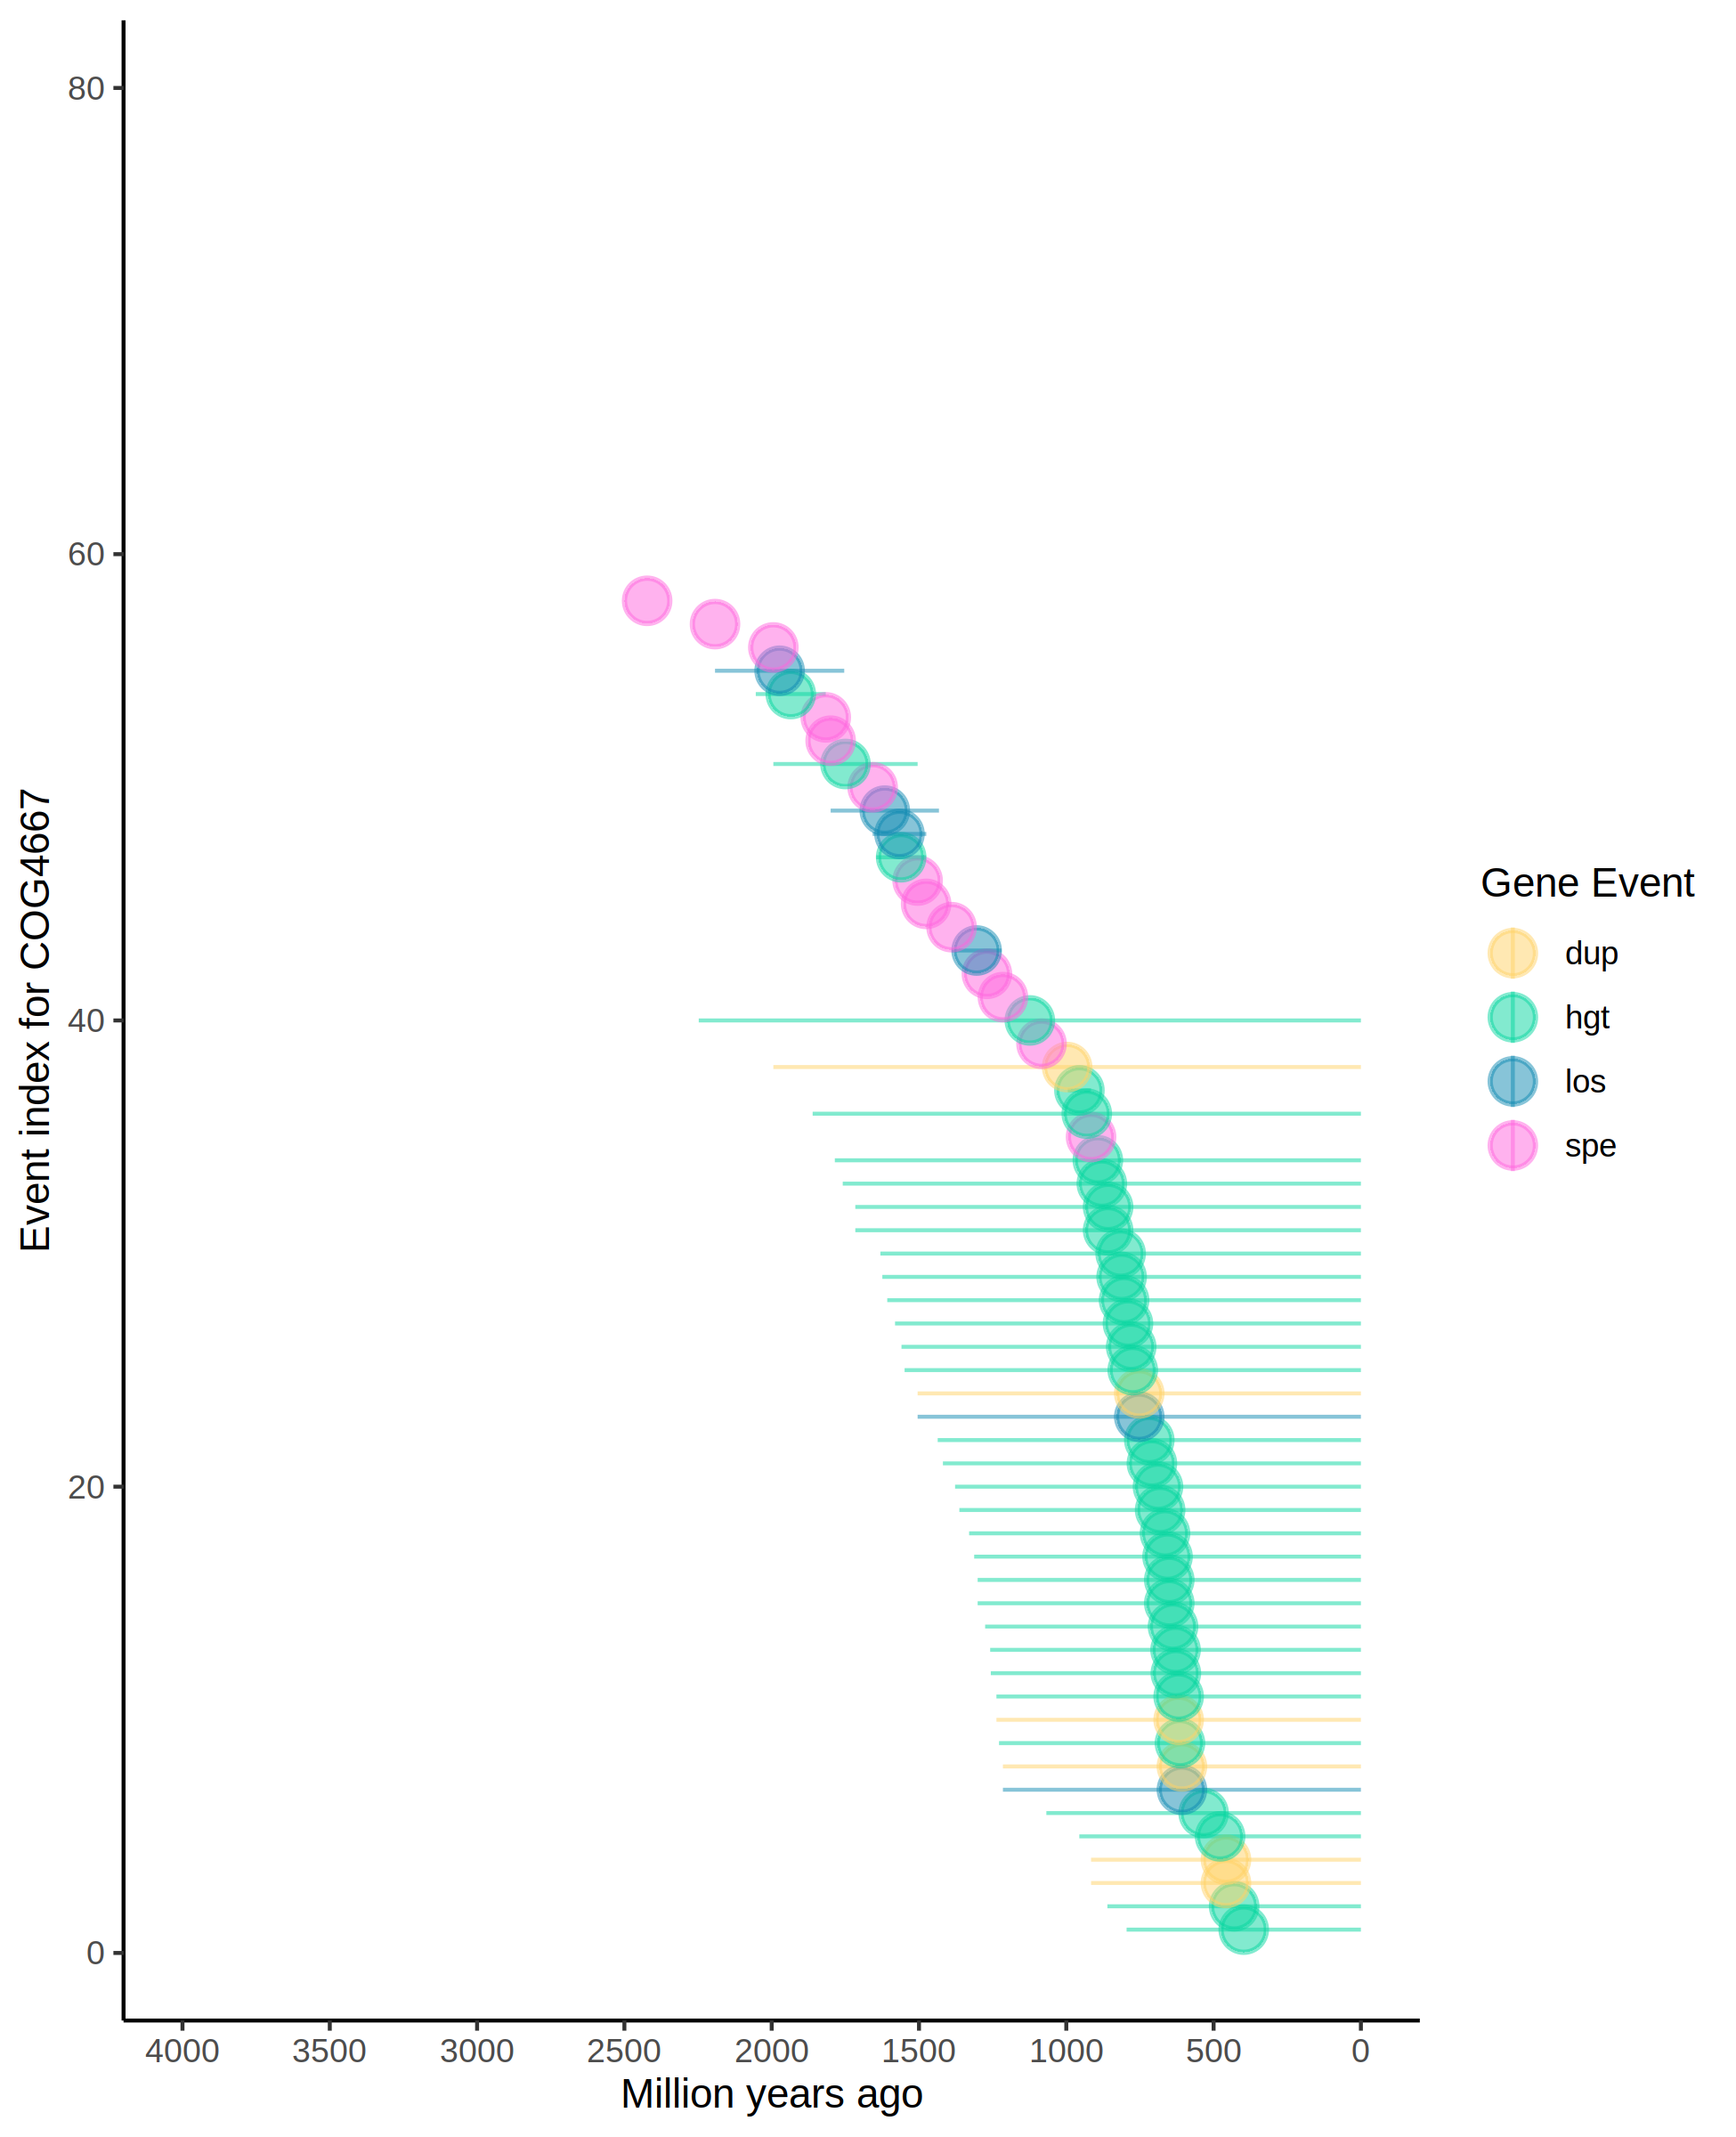 Event index for COG4667
80
60
40
20
0
4000 3500 3000 2500 2000 1500 1000 500 0
Million years ago
Gene Event
dup
hgt
los
spe